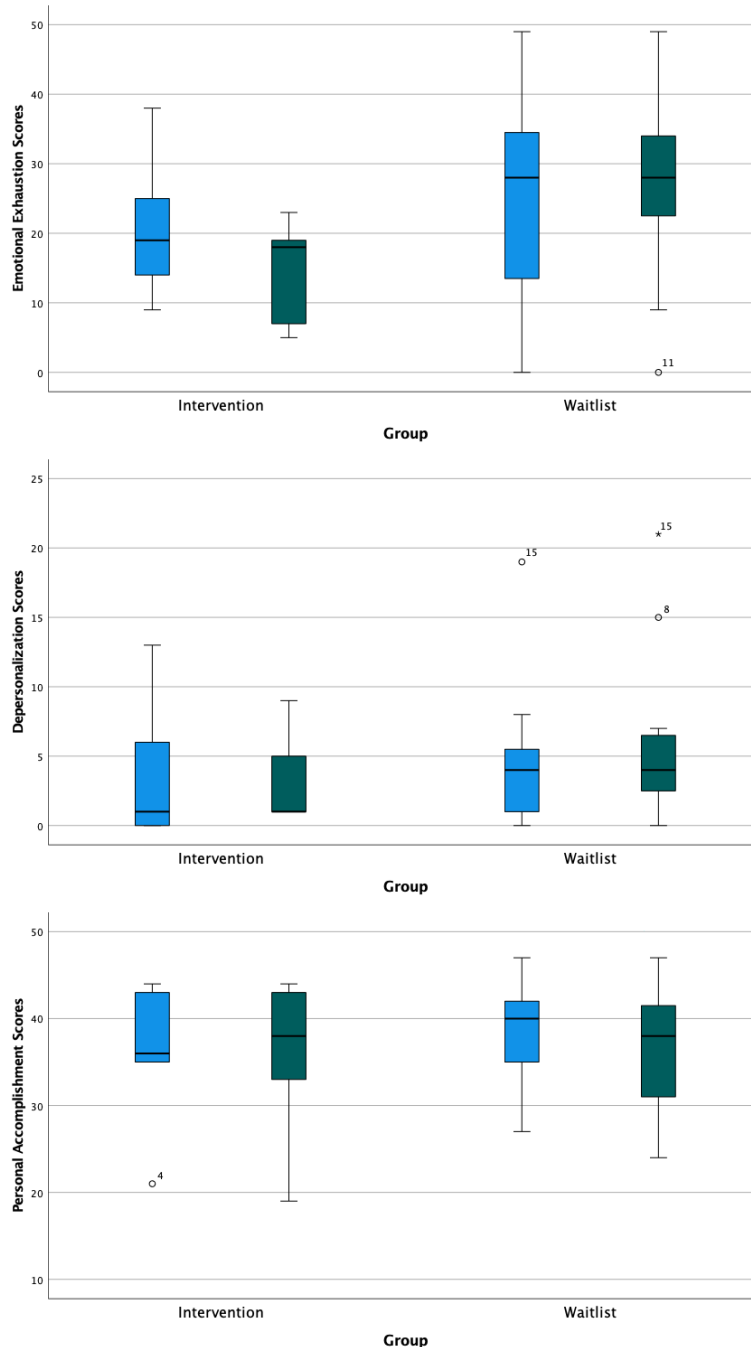 Emotional Exhaustion Scores
50
40
30
20
10
0
11
Intervention
Waitlist
Group
Depersonalization Scores
25
20
15
10
5
0
15
15
8
Intervention
Waitlist
Group
Personal Accomplishment Scores
50
40
30
20
10
4
Intervention
Waitlist
Group